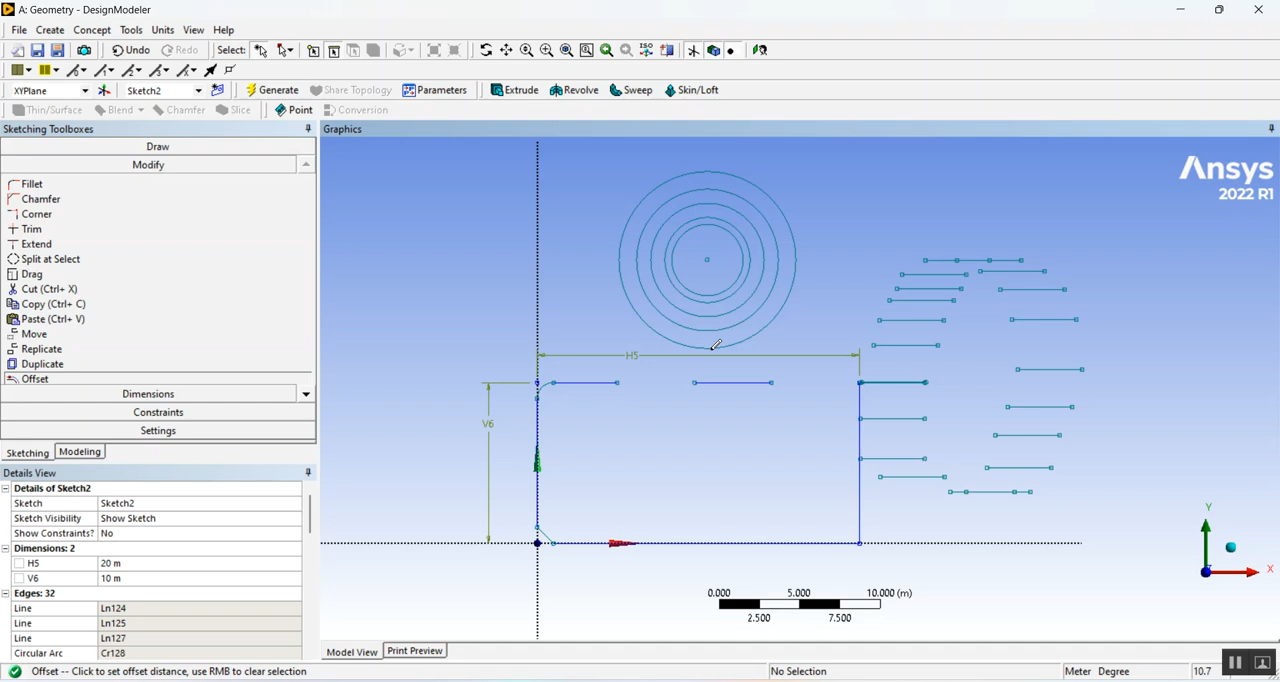 A: Geometry - DesignModeler
File Create Concept Tools Units View Help
Undo Redo Select:
XYPlane Sketch2 Generate Share Topology Parameters Extrude Revolve Sweep Skin/Loft
Thin/Surface Blend Chamfer Slice Point Conversion
Sketching Toolboxes Graphics
Draw
Modify
Fillet
Chamfer
Corner
Trim
Extend
Split at Select
Drag
Cut (Ctrl+ X)
Copy (Ctrl+ C)
Paste (Ctrl+ V)
Move
Replicate
Duplicate
Offset
Dimensions
Constraints
Settings
Sketching Modeling
Details View
Details of Sketch2
Sketch Sketch2
Sketch Visibility Show Sketch
Show Constraints? No
Dimensions: 2
H5 20 m
V6 10 m
Edges: 32
Line Ln124
Line Ln125
Line Ln127
Circular Arc Cr128
Ansys
2022 R1
H5
V6
Y
X
0.000 5.000 10.000 (m)
2.500 7.500
Model View Print Preview
Offset -- Click to set offset distance, use RMB to clear selection No Selection Meter Degree 10.7